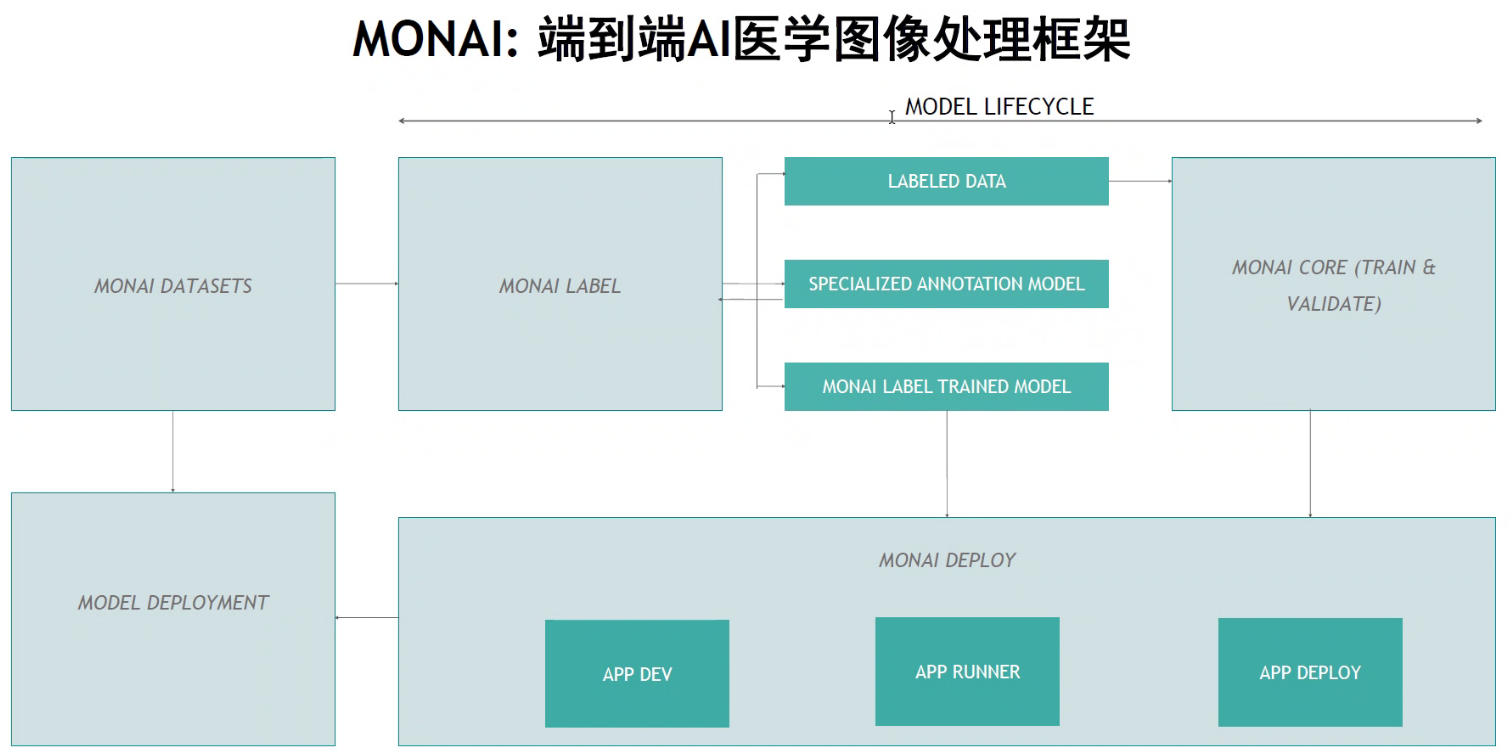 MONAI: 端到端AI医学图像处理框架
MODEL LIFECYCLE
MONAI DATASETS
MONAI LABEL
LABELED DATA
SPECIALIZED ANNOTATION MODEL
MONAI LABEL TRAINED MODEL
MONAI CORE (TRAIN &
VALIDATE)
MODEL DEPLOYMENT
MONAI DEPLOY
APP DEV
APP RUNNER
APP DEPLOY